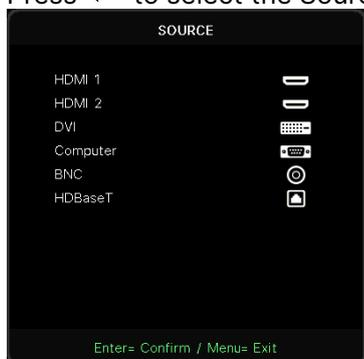 SOURCE
HDMI 1
HDMI 2
DVI
Computer
BNC
HDBaseT
Enter= Confirm / Menu= Exit